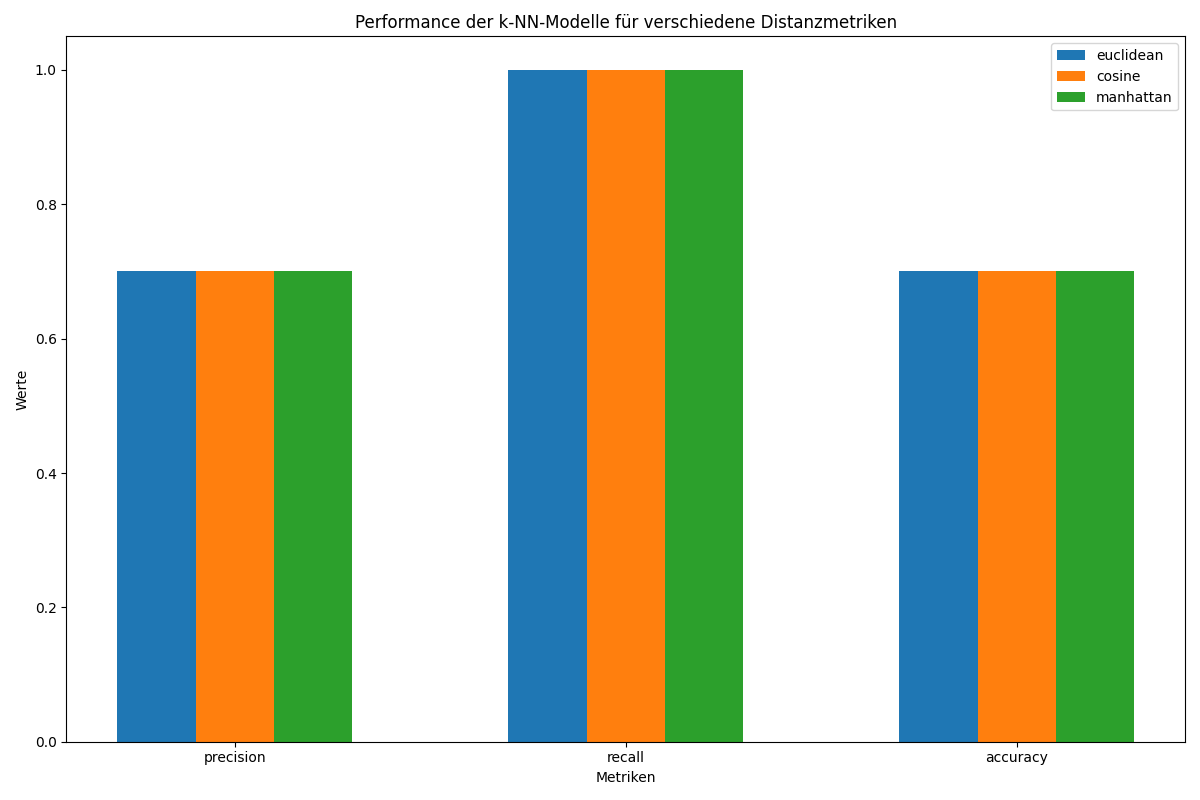 Performance der k-NN-Modelle für verschiedene Distanzmetriken
euclidean
cosine
manhattan
1.0
0.8
0.6
0.4
0.2
0.0
Werte
precision
recall
accuracy
Metriken